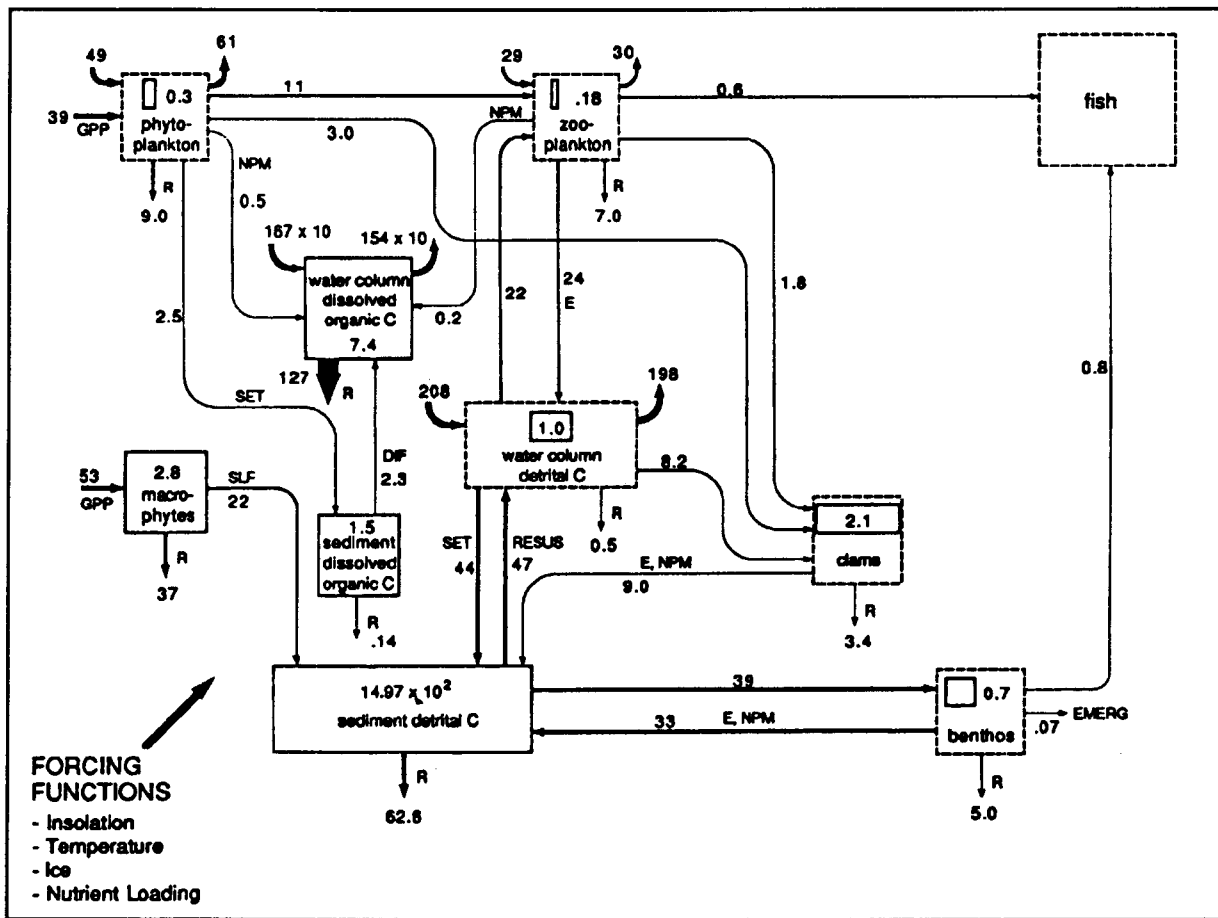 49
61
39
GPP
0.3
phyto-
plankton
11
3.0
NPM
0.5
R
9.0
29
30
.18
zoo-
plankton
NPM
0.6
fish
R
7.0
167 x 10
154 x 10
water column
dissolved
organic C
7.4
127
R
0.2
22
24
E
1.8
0.8
2.5
SET
208
198
1.0
water column
detrital C
8.2
R
0.5
53
GPP
2.8
macro-
phytes
SLF
22
R
37
DIF
2.3
1.5
sediment
dissolved
organic C
R
.14
SET
44
RESUS
47
2.1
clams
E, NPM
9.0
R
3.4
14.97 x 10²
sediment detrital C
R
62.6
39
33
E, NPM
0.7
benthos
EMERG
.07
R
5.0
FORCING
FUNCTIONS
- Insolation
- Temperature
- Ice
- Nutrient Loading